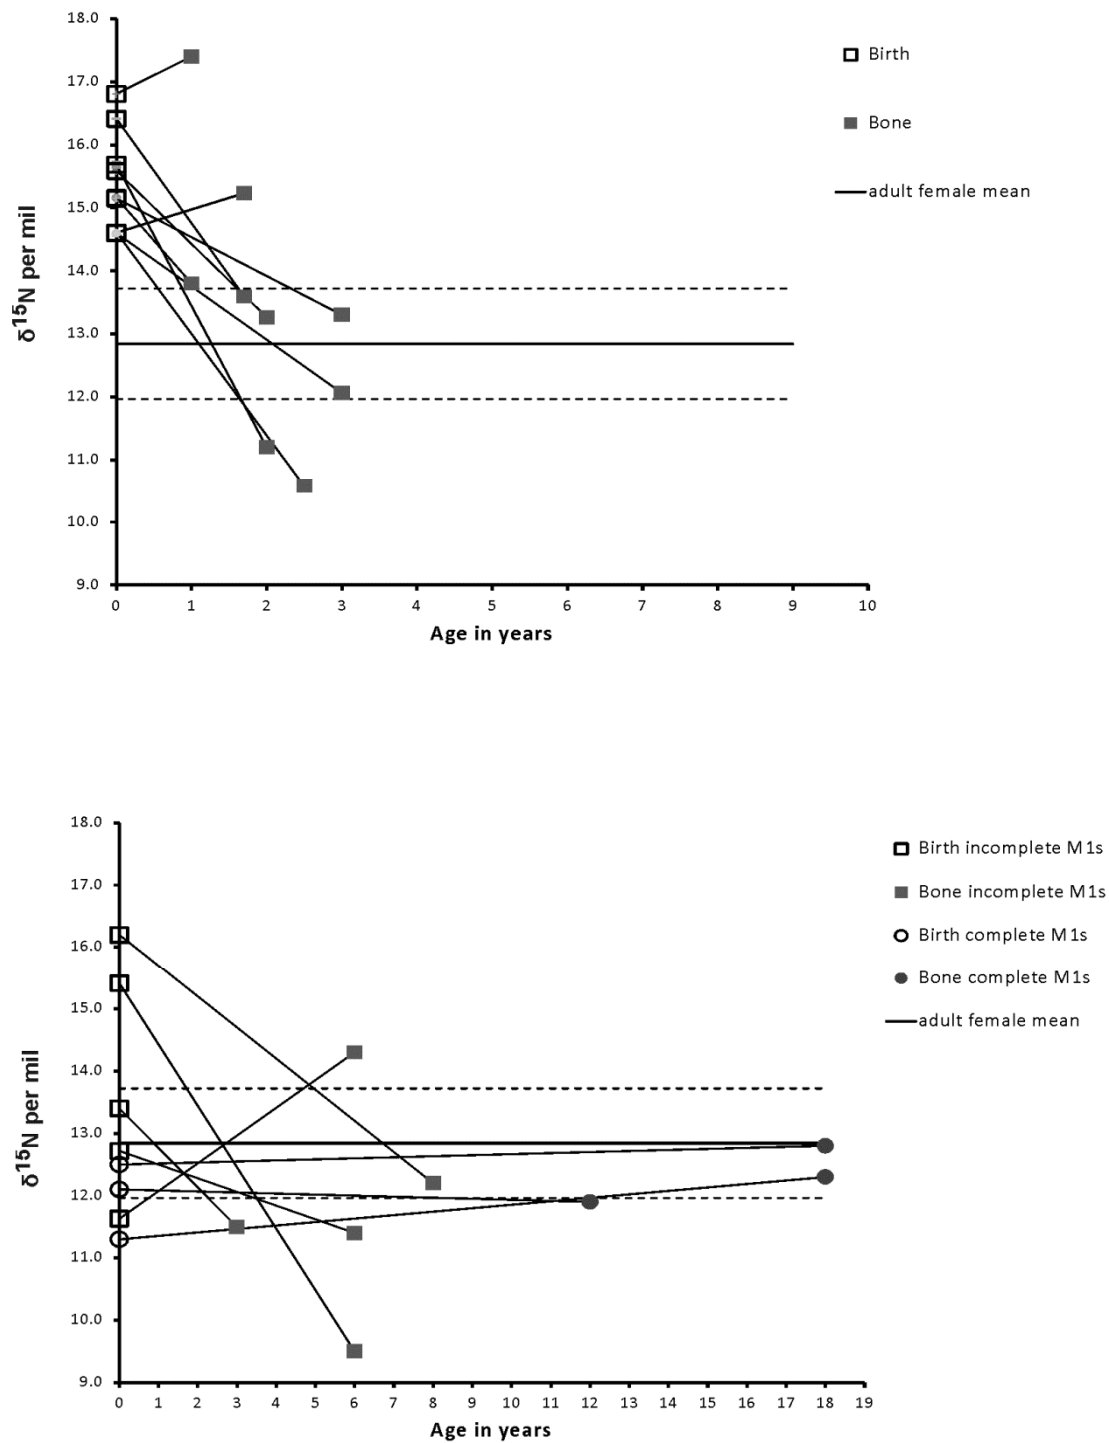 18.0
17.0
16.0
15.0
14.0
13.0
12.0
11.0
10.0
9.0
δ15N per mil
0 1 2 3 4 5 6 7 8 9 10
Age in years
Birth
Bone
adult female mean
18.0
17.0
16.0
15.0
14.0
13.0
12.0
11.0
10.0
9.0
δ15N per mil
0 1 2 3 4 5 6 7 8 9 10 11 12 13 14 15 16 17 18 19
Age in years
Birth incomplete M1s
Bone incomplete M1s
Birth complete M1s
Bone complete M1s
adult female mean